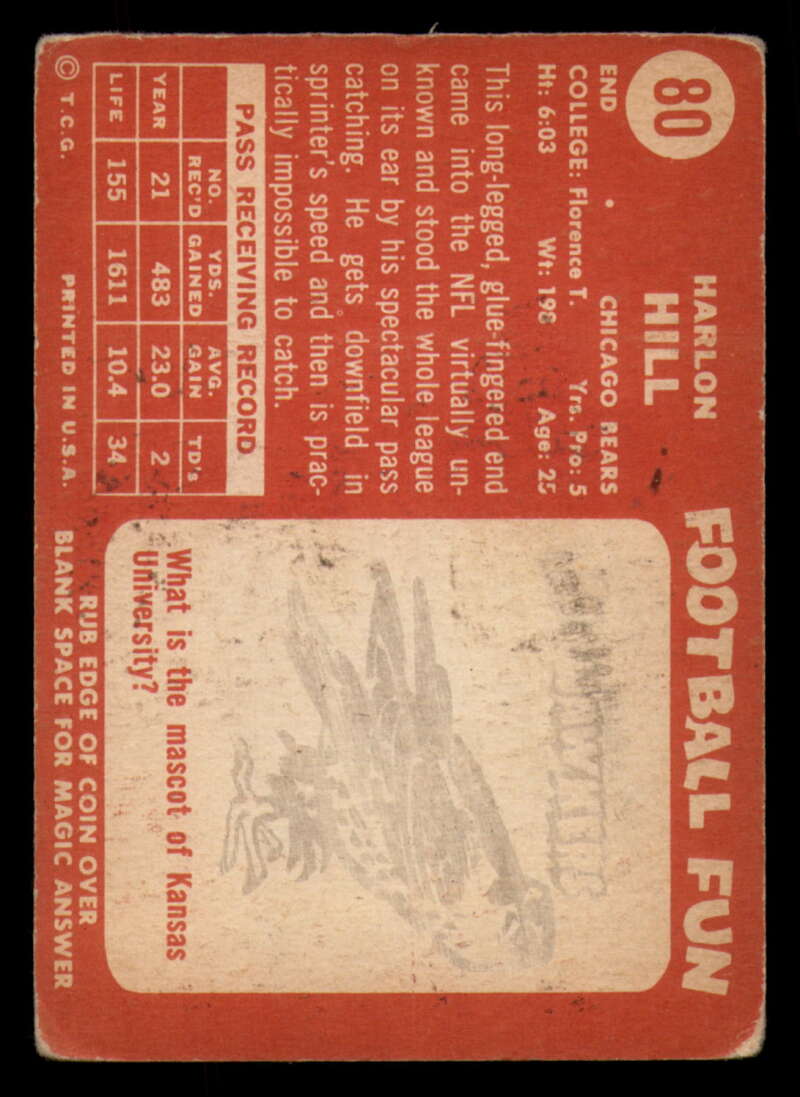 80
HARLON
HILL
END CHICAGO BEARS
COLLEGE: Florence T. Yrs. Pro: 5
Ht: 6:03 Wt: 198 Age: 25
This long-legged, glue-fingered end
came into the NFL virtually un-
known and stood the whole league
on its ear by his spectacular pass
catching. He gets downfield in
sprinter's speed and then is prac-
tically impossible to catch.
PASS RECEIVING RECORD
NO. REC'D YDS. GAINED AVG. GAIN TD's
YEAR 21 483 23.0 2
LIFE 155 1611 10.4 34
© T.C.G. PRINTED IN U.S.A.
FOOTBALL FUN
What is the mascot of Kansas
University?
RUB EDGE OF COIN OVER
BLANK SPACE FOR MAGIC ANSWER